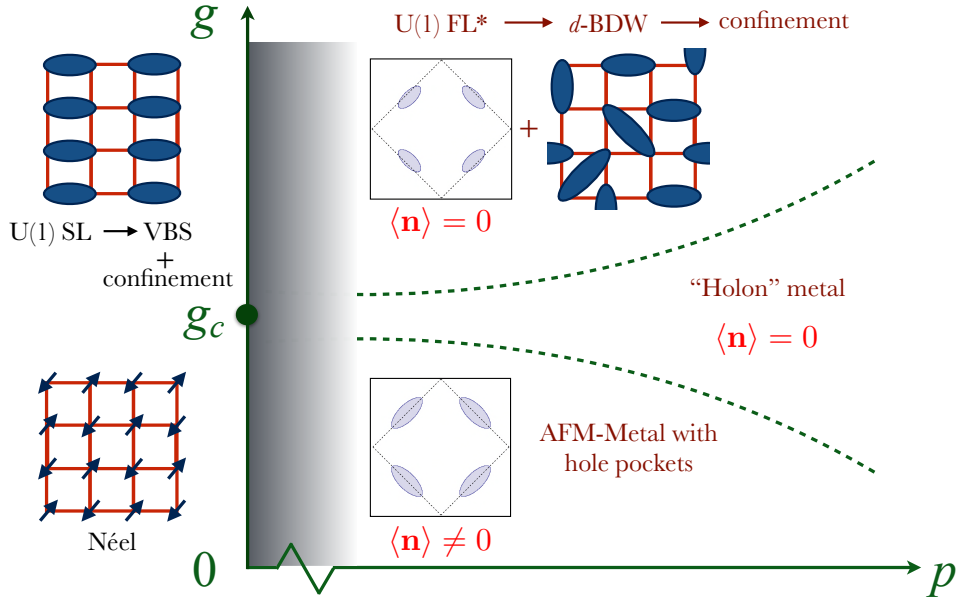 g
U(1) FL* → d-BDW → confinement
+
⟨n⟩ = 0
U(1) SL → VBS
+
confinement
"Holon" metal
g_c
⟨n⟩ = 0
AFM-Metal with
hole pockets
Néel
⟨n⟩ ≠ 0
0
p